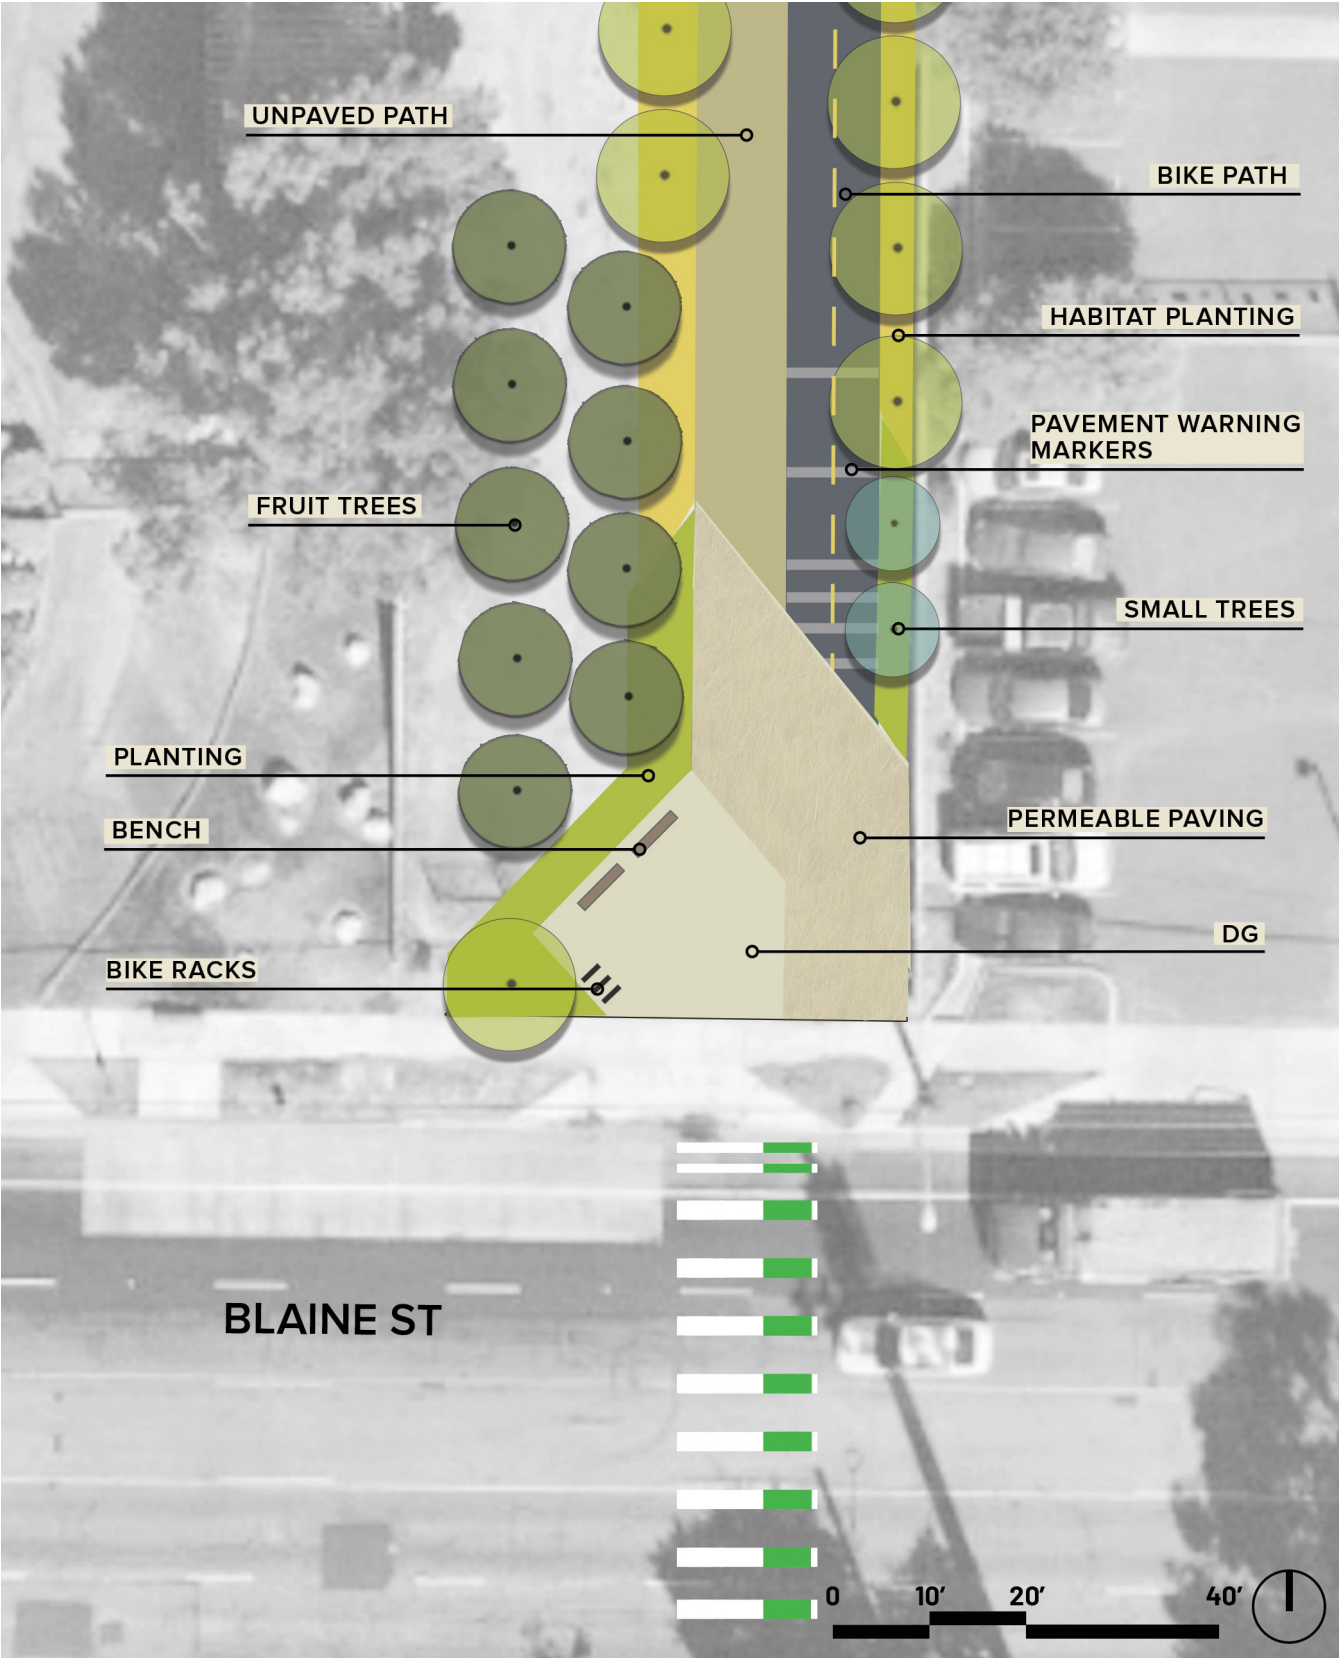 UNPAVED PATH
BIKE PATH
HABITAT PLANTING
PAVEMENT WARNING
MARKERS
FRUIT TREES
SMALL TREES
PLANTING
BENCH
PERMEABLE PAVING
DG
BIKE RACKS
BLAINE ST
0 10′ 20′ 40′